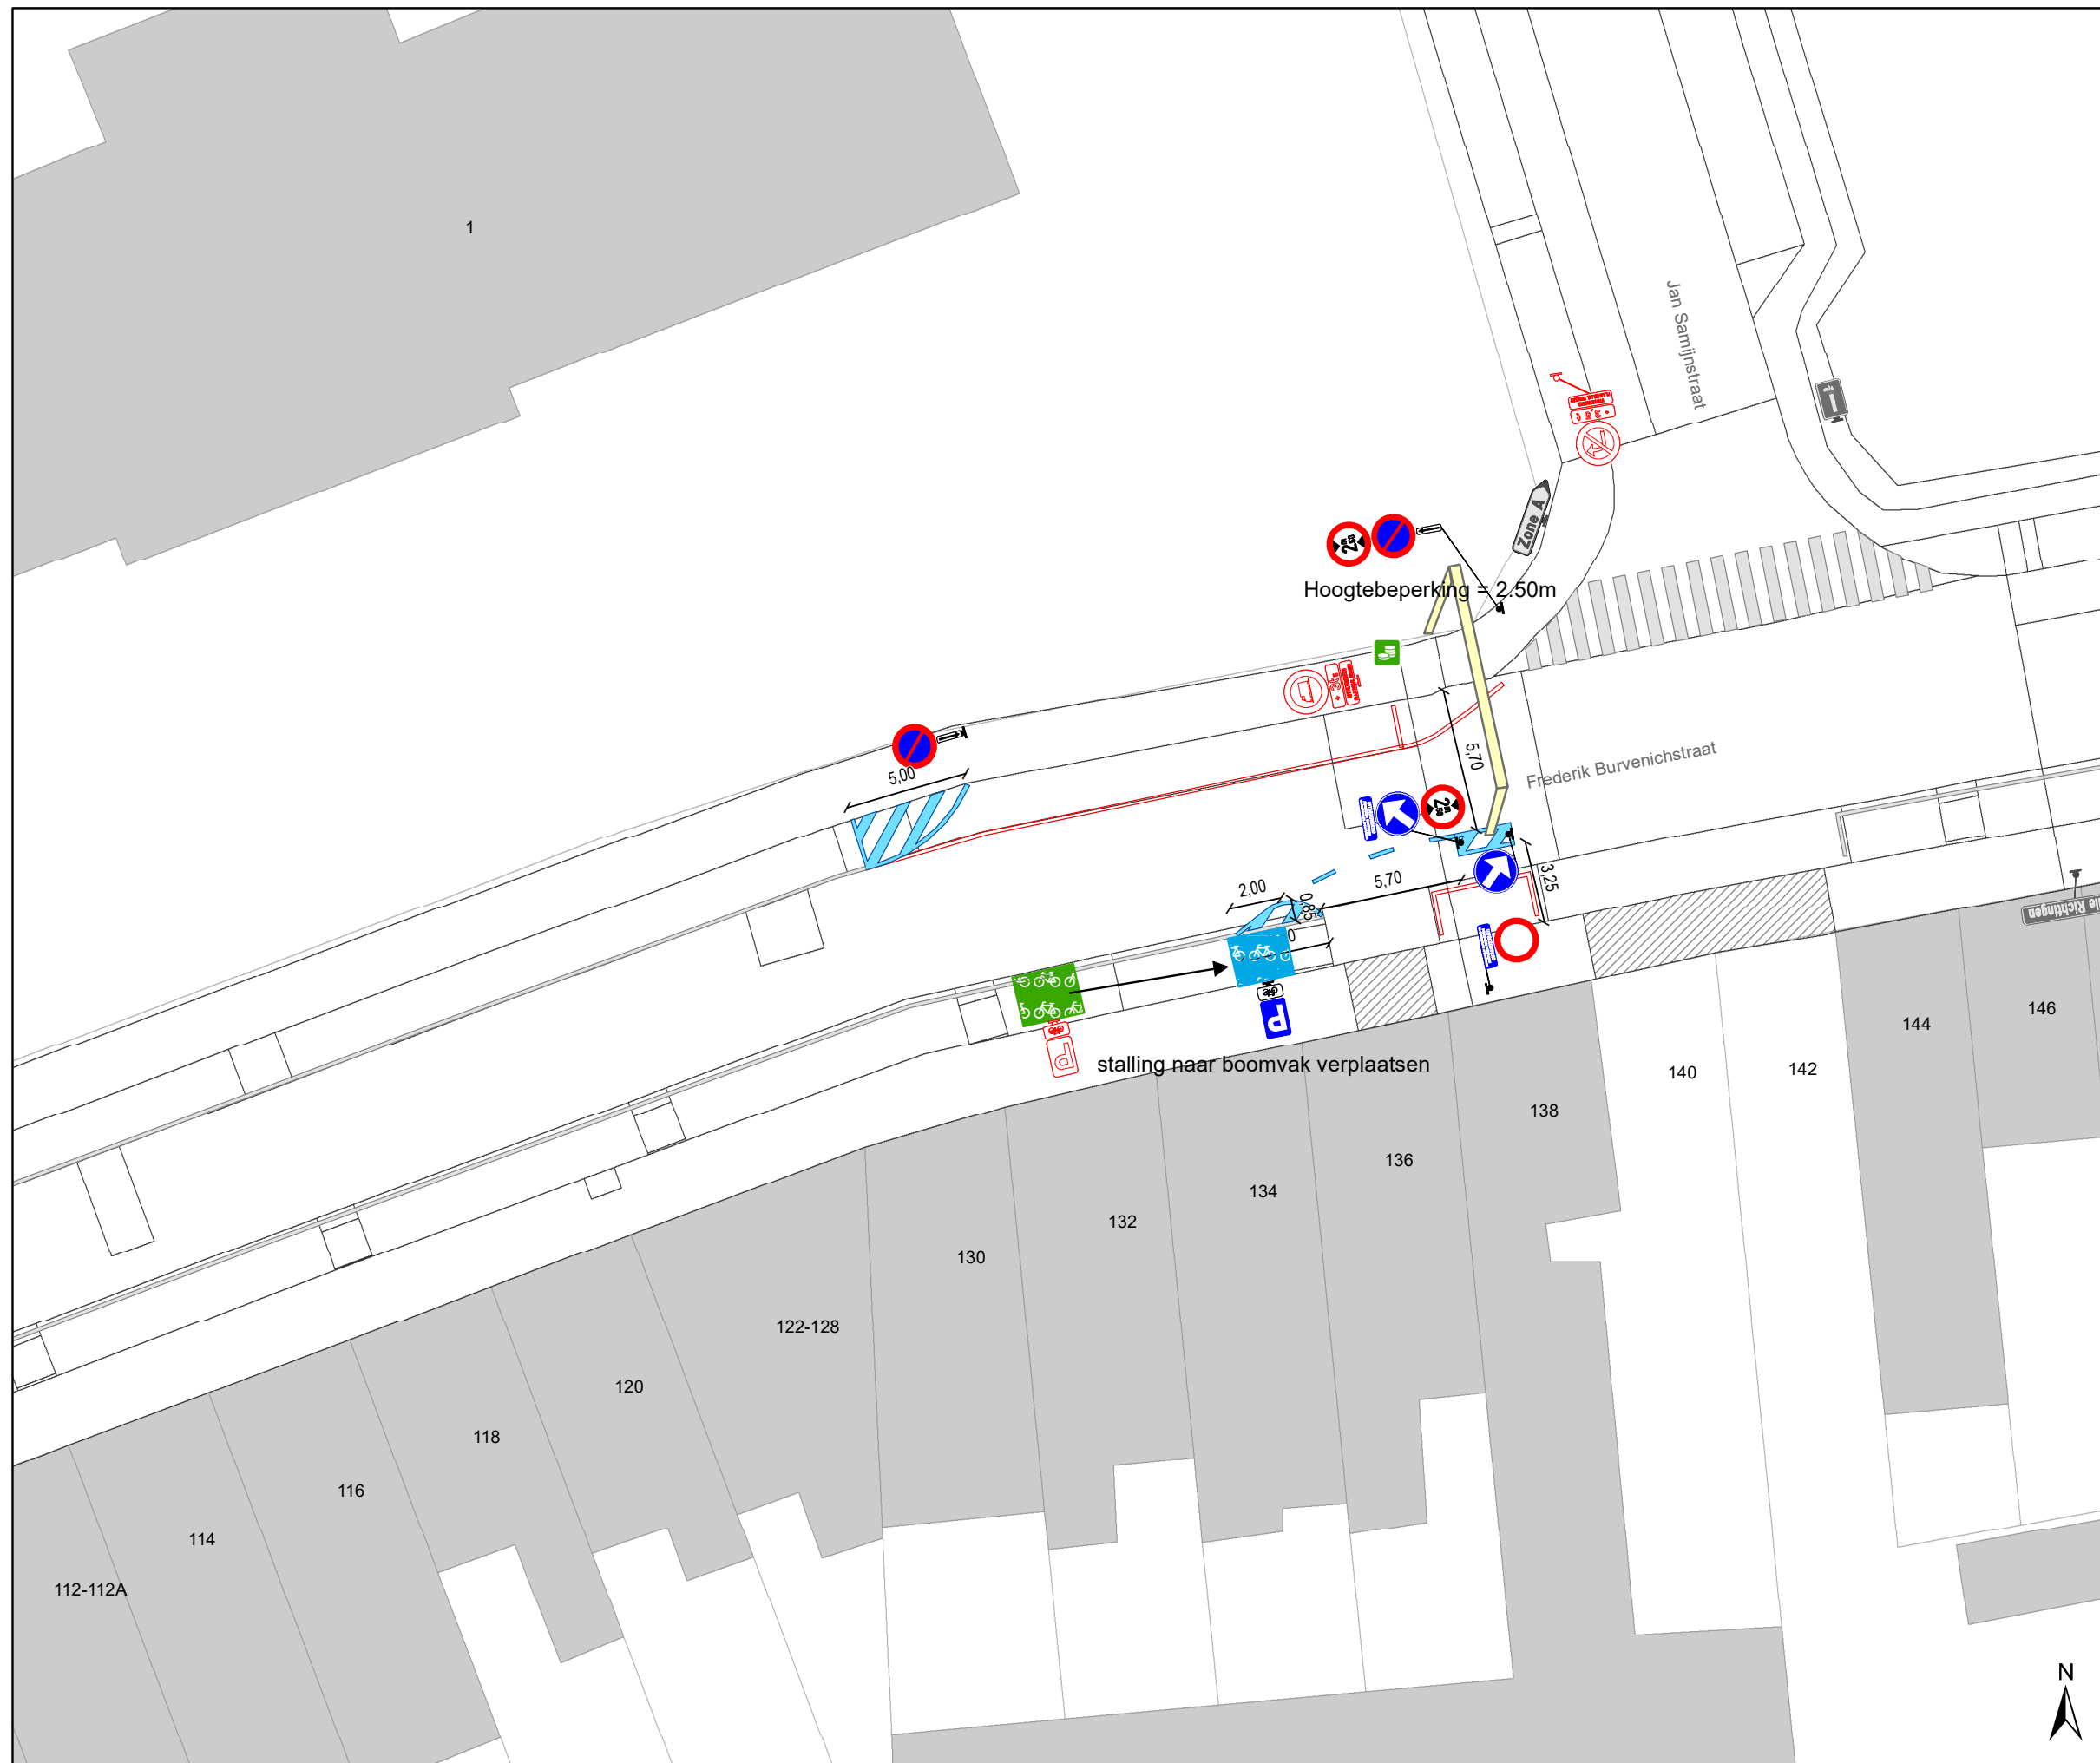 1
Jan Samijnstraat
Zone A
Hoogtebeperking = 2.50m
5,00
5,70
Frederik Burvenichstraat
2,00
0,85
5,70
3,25
0
P
P
stalling naar boomvak verplaatsen
146
144
142
140
138
136
134
132
130
122-128
120
118
116
114
112-112A
N